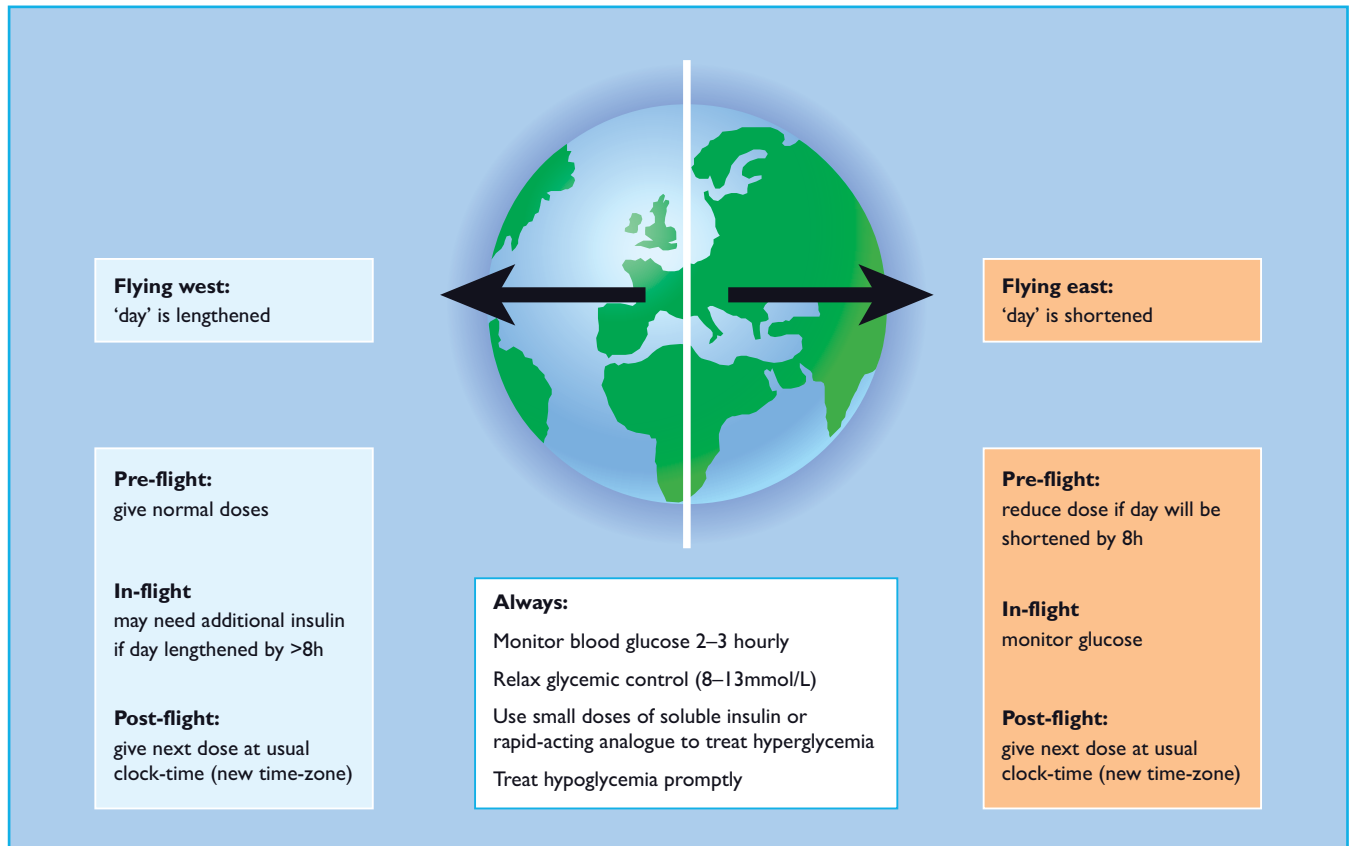 Flying west:
‘day’ is lengthened
Pre-flight:
give normal doses
In-flight
may need additional insulin
if day lengthened by >8h
Post-flight:
give next dose at usual
clock-time (new time-zone)
Always:
Monitor blood glucose 2–3 hourly
Relax glycemic control (8–13mmol/L)
Use small doses of soluble insulin or
rapid-acting analogue to treat hyperglycemia
Treat hypoglycemia promptly
Flying east:
‘day’ is shortened
Pre-flight:
reduce dose if day will be
shortened by 8h
In-flight
monitor glucose
Post-flight:
give next dose at usual
clock-time (new time-zone)